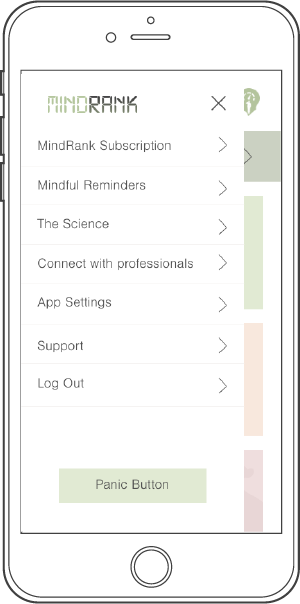 MINDRANK
MindRank Subscription
Mindful Reminders
The Science
Connect with professionals
App Settings
Support
Log Out
Panic Button